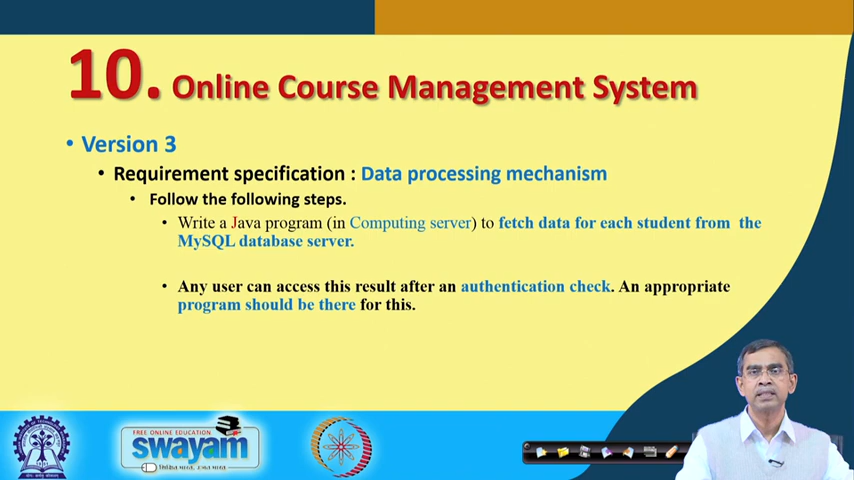 10. Online Course Management System
• Version 3
• Requirement specification : Data processing mechanism
• Follow the following steps.
• Write a Java program (in Computing server) to fetch data for each student from the
MySQL database server.
• Any user can access this result after an authentication check. An appropriate
program should be there for this.
FREE ONLINE EDUCATION
swayam